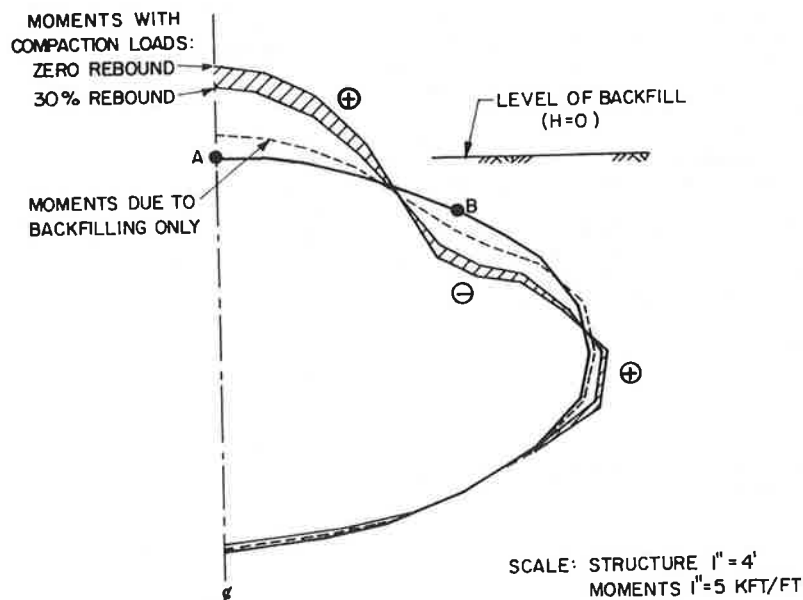 MOMENTS WITH
COMPACTION LOADS:
ZERO REBOUND
30% REBOUND
⊕
LEVEL OF BACKFILL
(H=0)
A
MOMENTS DUE TO
BACKFILLING ONLY
B
⊖
⊕
SCALE: STRUCTURE 1"=4'
MOMENTS 1"=5 KFT/FT
℄